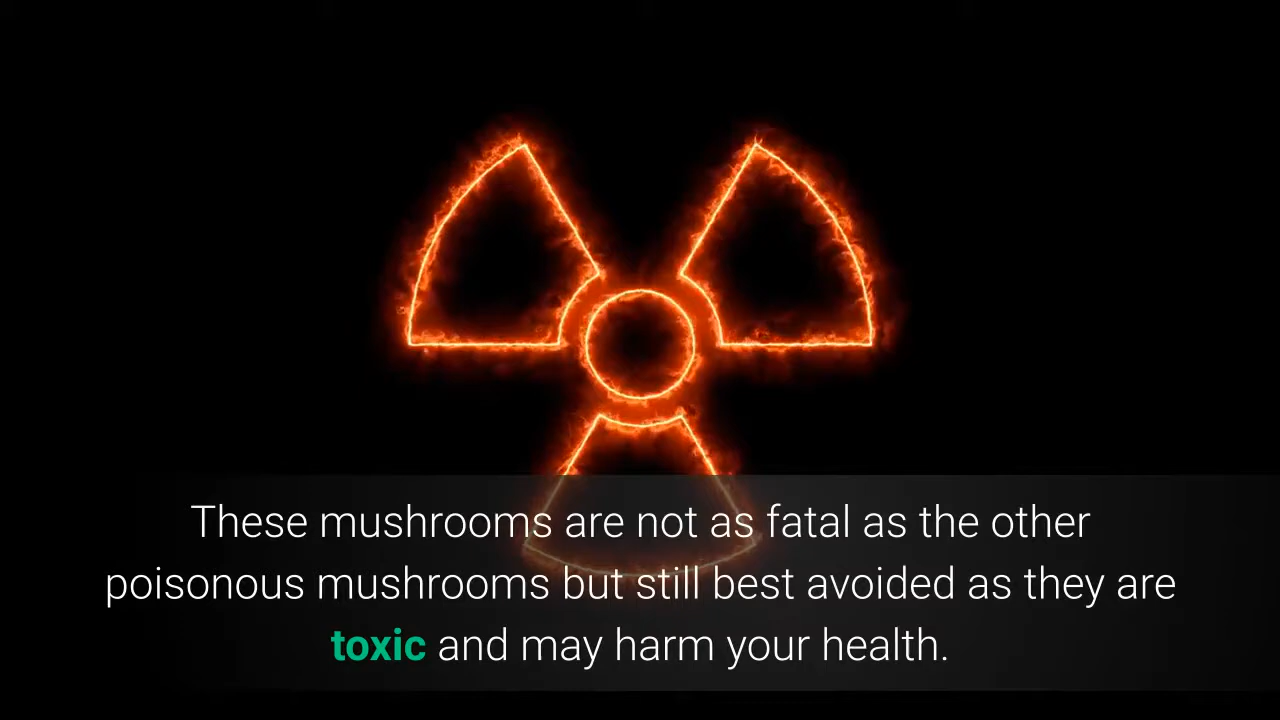 These mushrooms are not as fatal as the other
poisonous mushrooms but still best avoided as they are
toxic and may harm your health.